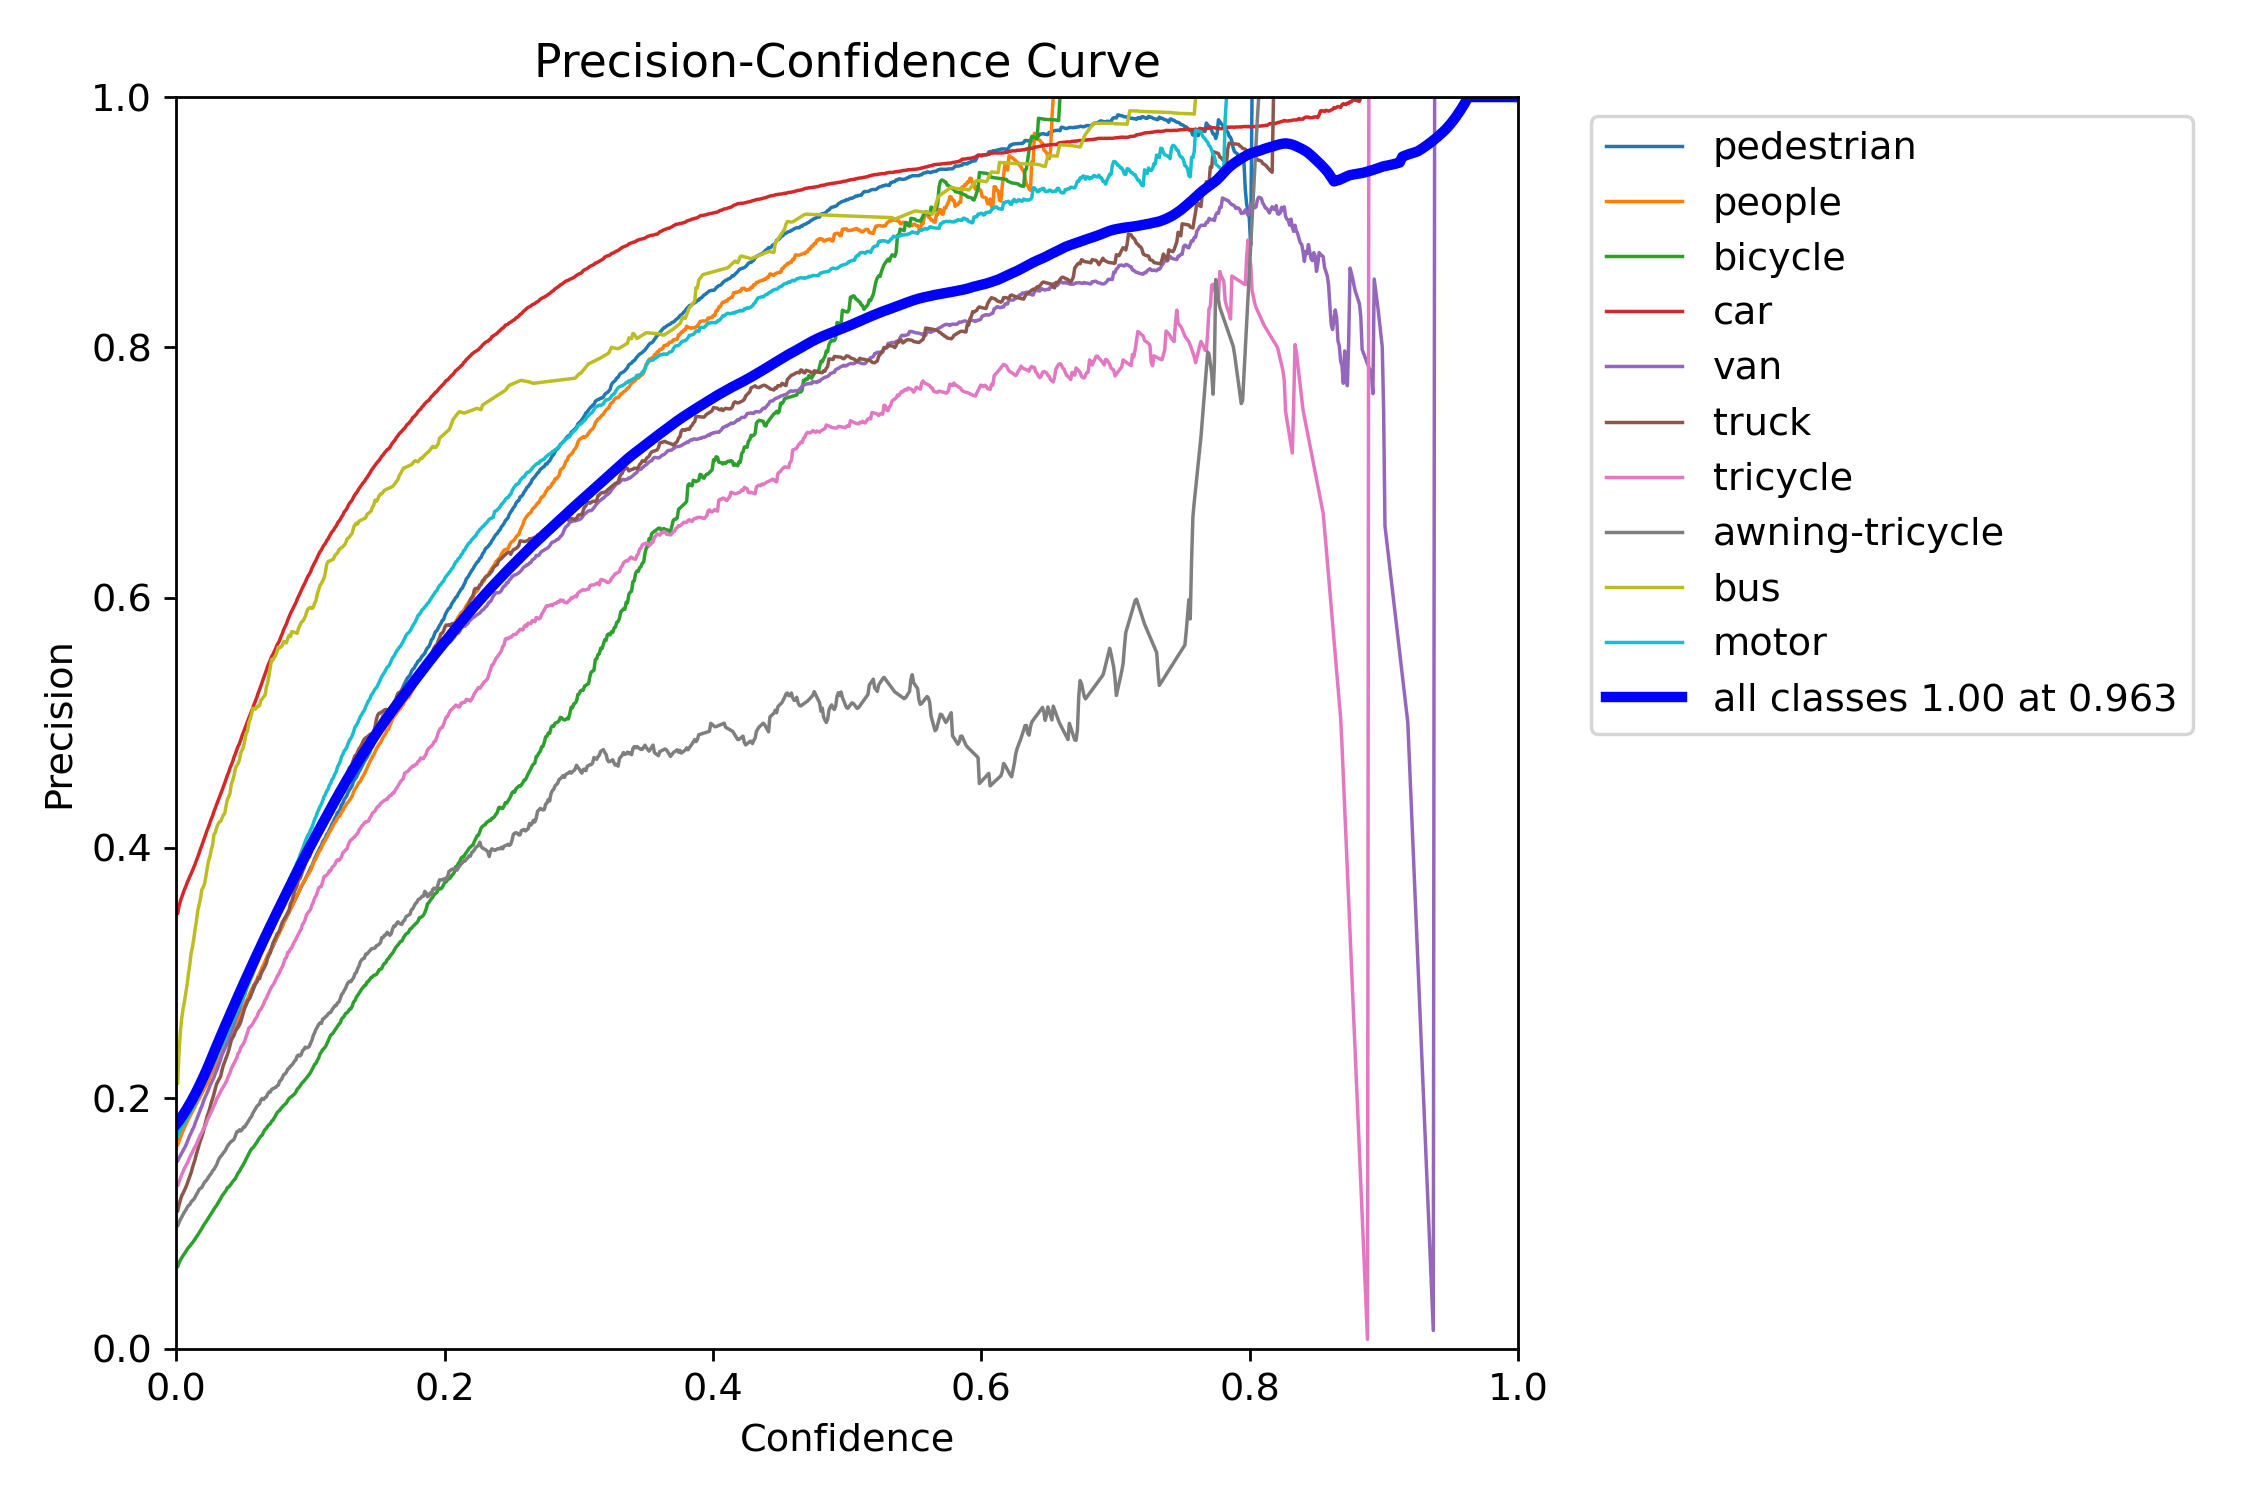 Precision-Confidence Curve
1.0
0.8
0.6
0.4
0.2
0.0
Precision
0.0 0.2 0.4 0.6 0.8 1.0
Confidence
pedestrian
people
bicycle
car
van
truck
tricycle
awning-tricycle
bus
motor
all classes 1.00 at 0.963